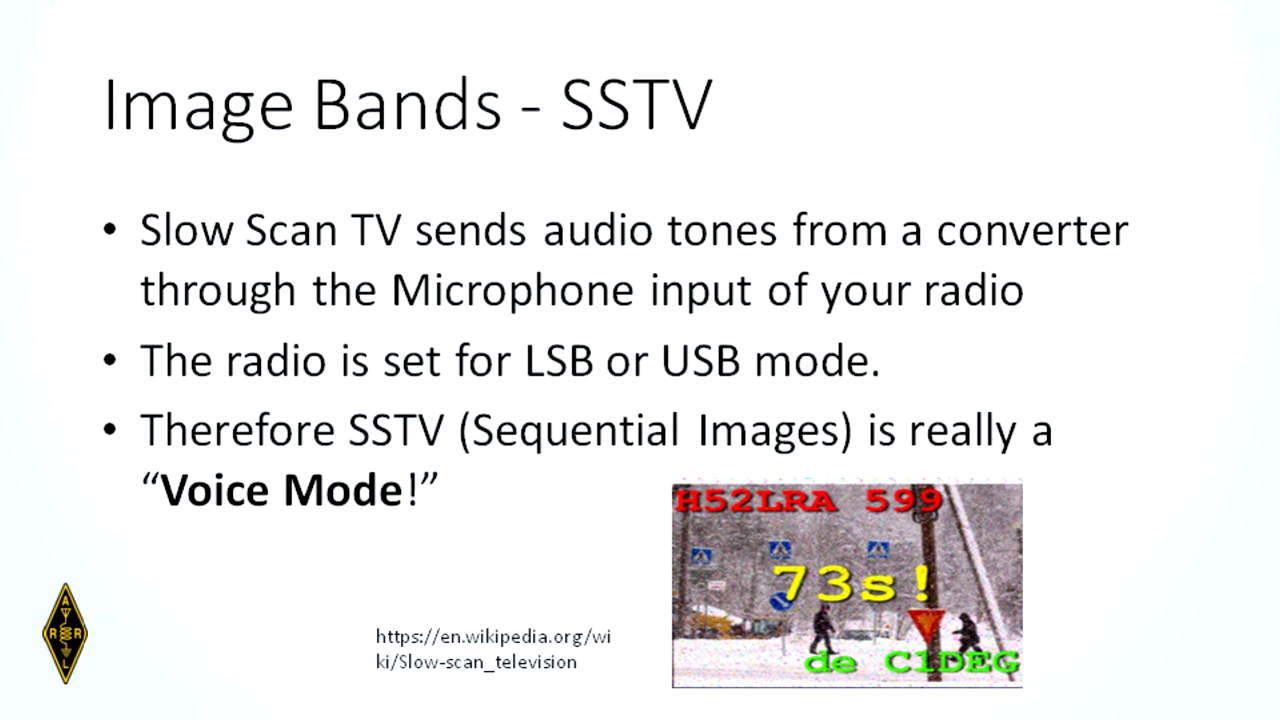 Image Bands - SSTV
• Slow Scan TV sends audio tones from a converter
through the Microphone input of your radio
• The radio is set for LSB or USB mode.
• Therefore SSTV (Sequential Images) is really a
“Voice Mode!”
H52LRA 599
73s!
de C1DEG
https://en.wikipedia.org/wi
ki/Slow-scan_television
A
R R
L